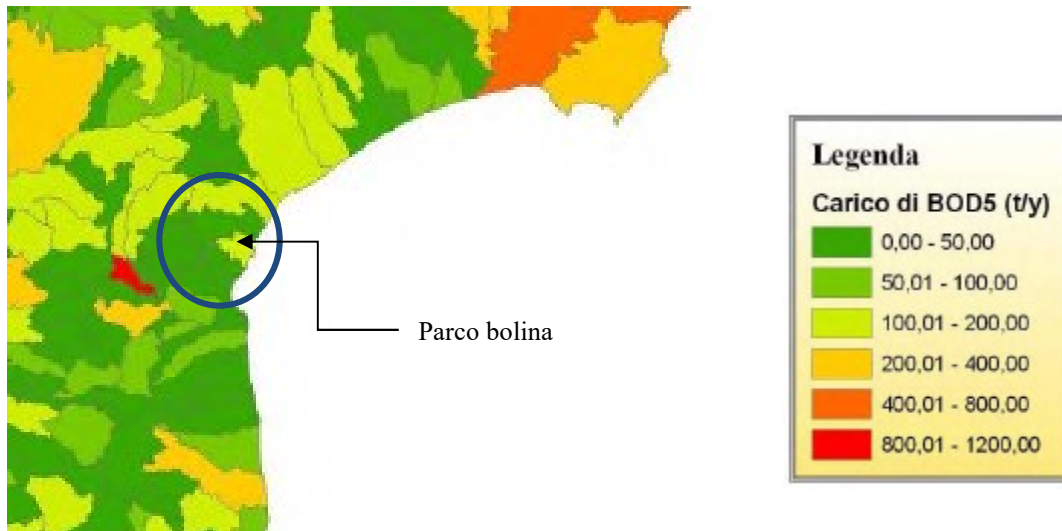 Parco bolina
Legenda
Carico di BOD5 (t/y)
0,00 - 50,00
50,01 - 100,00
100,01 - 200,00
200,01 - 400,00
400,01 - 800,00
800,01 - 1200,00